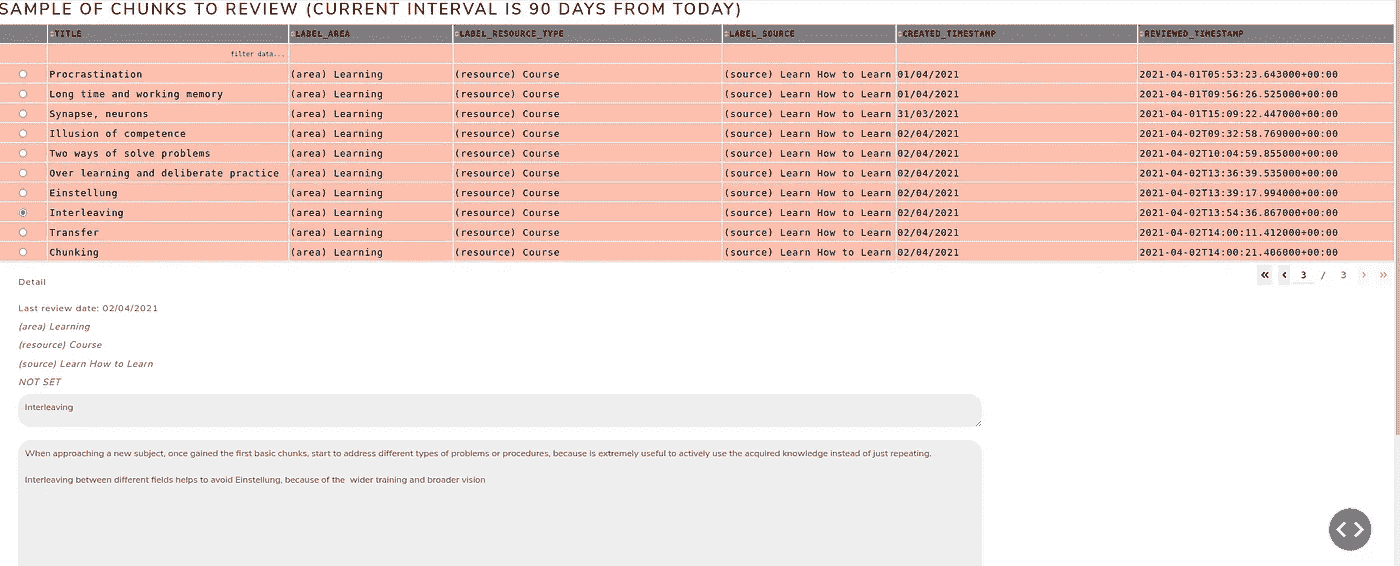 SAMPLE OF CHUNKS TO REVIEW (CURRENT INTERVAL IS 90 DAYS FROM TODAY)
TITLE LABEL_AREA LABEL_RESOURCE_TYPE LABEL_SOURCE CREATED_TIMESTAMP REVIEWED_TIMESTAMP
filter data...
Procrastination (area) Learning (resource) Course (source) Learn How to Learn 01/04/2021 2021-04-01T05:53:23.643000+00:00
Long time and working memory (area) Learning (resource) Course (source) Learn How to Learn 01/04/2021 2021-04-01T09:56:26.525000+00:00
Synapse, neurons (area) Learning (resource) Course (source) Learn How to Learn 31/03/2021 2021-04-01T15:09:22.447000+00:00
Illusion of competence (area) Learning (resource) Course (source) Learn How to Learn 02/04/2021 2021-04-02T09:32:58.769000+00:00
Two ways of solve problems (area) Learning (resource) Course (source) Learn How to Learn 02/04/2021 2021-04-02T10:04:59.855000+00:00
Over learning and deliberate practice (area) Learning (resource) Course (source) Learn How to Learn 02/04/2021 2021-04-02T13:36:39.535000+00:00
Einstellung (area) Learning (resource) Course (source) Learn How to Learn 02/04/2021 2021-04-02T13:39:17.994000+00:00
Interleaving (area) Learning (resource) Course (source) Learn How to Learn 02/04/2021 2021-04-02T13:54:36.867000+00:00
Transfer (area) Learning (resource) Course (source) Learn How to Learn 02/04/2021 2021-04-02T14:00:11.412000+00:00
Chunking (area) Learning (resource) Course (source) Learn How to Learn 02/04/2021 2021-04-02T14:00:21.406000+00:00
« ‹ 3 / 3 › »
Detail
Last review date: 02/04/2021
(area) Learning
(resource) Course
(source) Learn How to Learn
NOT SET
Interleaving
When approaching a new subject, once gained the first basic chunks, start to address different types of problems or procedures, because is extremely useful to actively use the acquired knowledge instead of just repeating.
Interleaving between different fields helps to avoid Einstellung, because of the wider training and broader vision